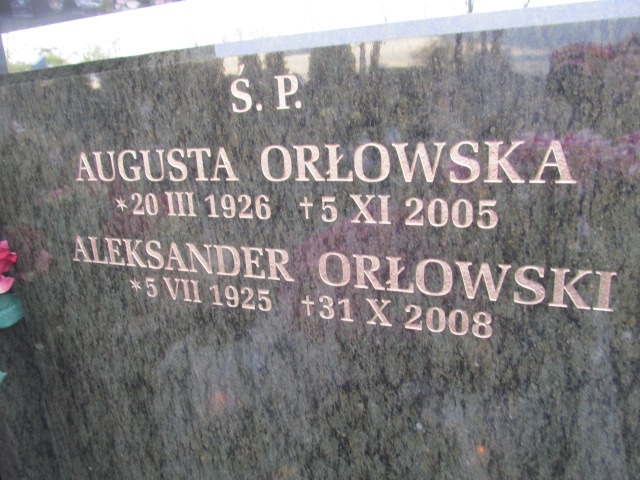 Ś. P.
AUGUSTA ORŁOWSKA
*20 III 1926 †5 XI 2005
ALEKSANDER ORŁOWSKI
*5 VII 1925 †31 X 2008